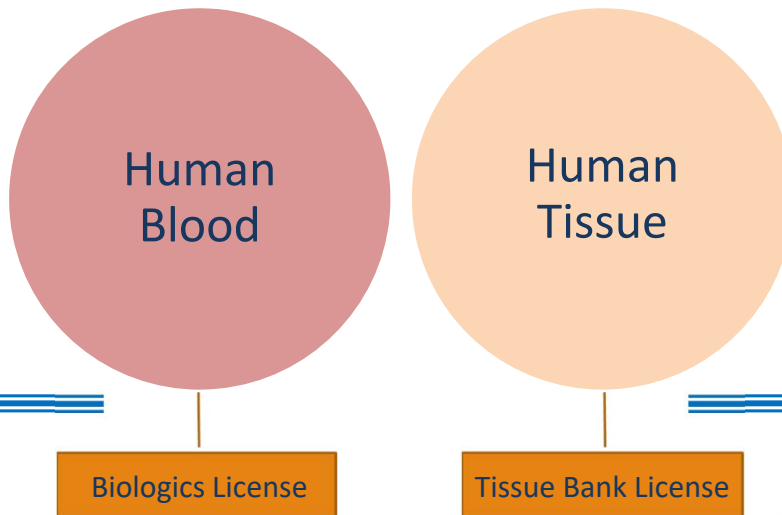 Human
Blood
Human
Tissue
Biologics License
Tissue Bank License